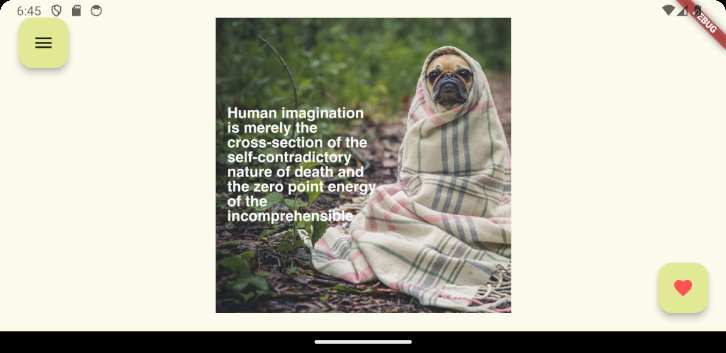 6:45
Human imagination
is merely the
cross-section of the
self-contradictory
nature of death and
the zero point energy
of the
incomprehensible